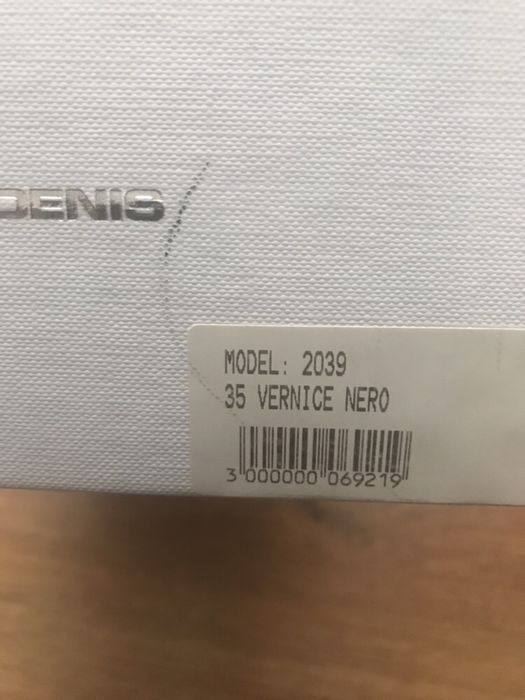 DENIS
MODEL: 2039
35 VERNICE NERO
3 000000 069219